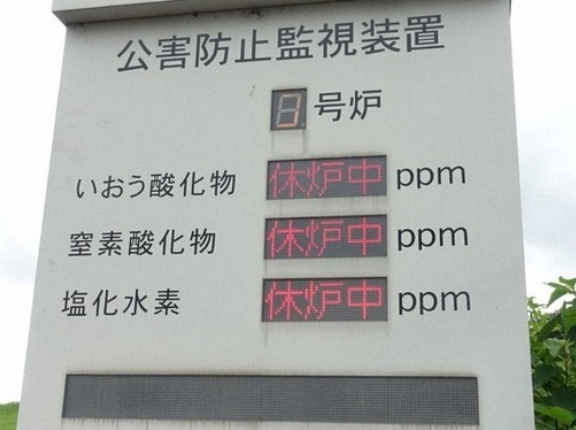 公害防止監視装置
号炉
いおう酸化物 休炉中 ppm
窒素酸化物 休炉中 ppm
塩化水素 休炉中 ppm